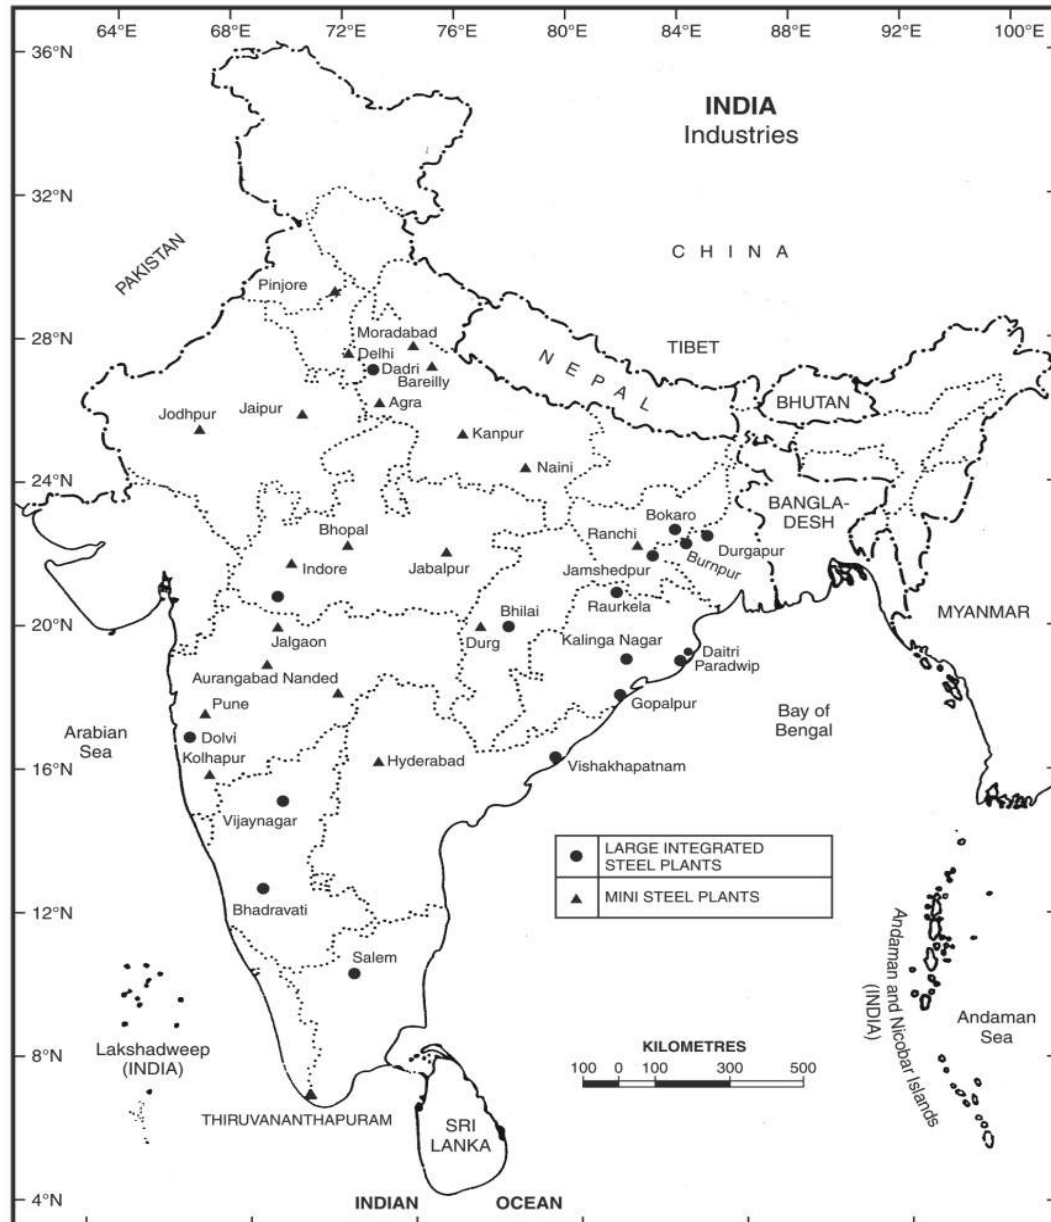 64°E 68°E 72°E 76°E 80°E 84°E 88°E 92°E 100°E
36°N
INDIA
Industries
32°N
PAKISTAN
C H I N A
Pinjore
28°N
Moradabad
Delhi
Dadri
Bareilly
TIBET
N E P A L
BHUTAN
Jodhpur
Jaipur
Agra
Kanpur
Naini
24°N
BANGLA-
DESH
Bhopal
Indore
Jabalpur
Bokaro
Ranchi
Durgapur
Burnpur
Jamshedpur
Raurkela
MYANMAR
20°N
Bhilai
Durg
Jalgaon
Kalinga Nagar
Daitri
Paradwip
Aurangabad Nanded
Gopalpur
Pune
Dolvi
Kolhapur
Arabian
Sea
Bay of
Bengal
16°N
Hyderabad
Vishakhapatnam
Vijaynagar
LARGE INTEGRATED
STEEL PLANTS
MINI STEEL PLANTS
12°N
Bhadravati
Salem
Andaman and Nicobar Islands
(INDIA)
Andaman
Sea
8°N
Lakshadweep
(INDIA)
KILOMETRES
100 0 100 300 500
THIRUVANANTHAPURAM
SRI
LANKA
4°N
INDIAN OCEAN